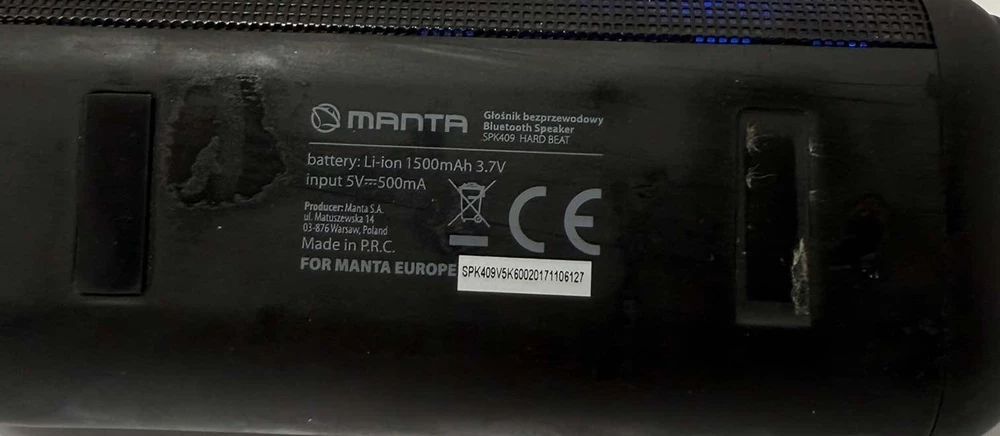 MANTA
Głośnik bezprzewodowy
Bluetooth Speaker
SPK409 HARD BEAT
battery: Li-ion 1500mAh 3.7V
input 5V⎓500mA
Producer: Manta S.A.
ul. Matuszewska 14
03-876 Warsaw, Poland
Made in P.R.C.
FOR MANTA EUROPE
CE
SPK409V5K60020171106127